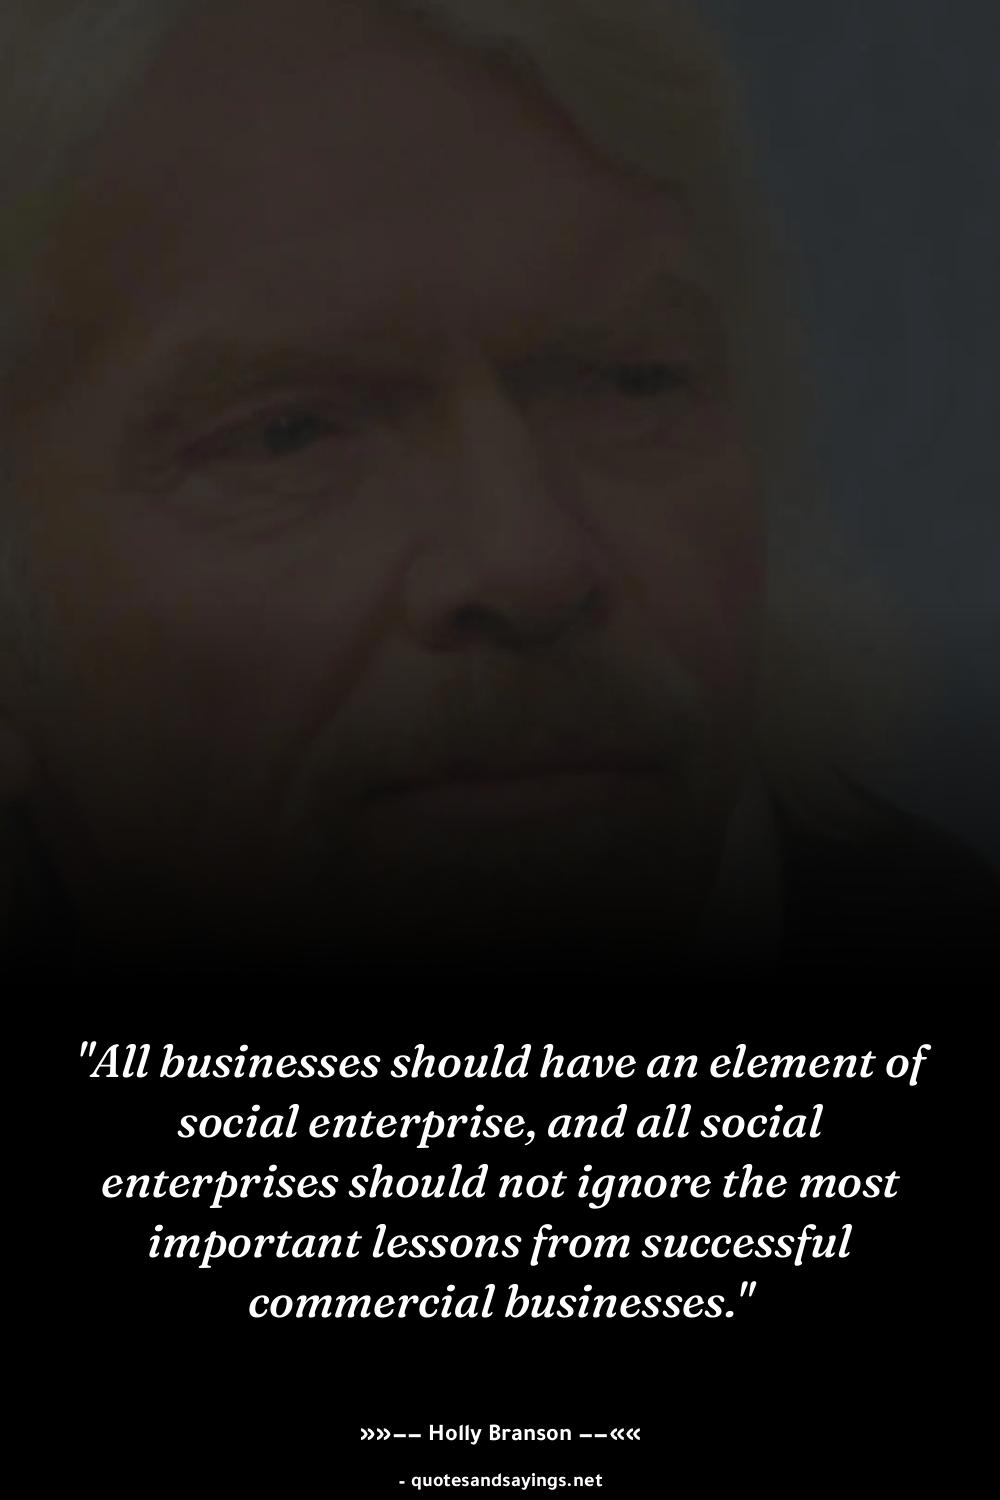 "All businesses should have an element of
social enterprise, and all social
enterprises should not ignore the most
important lessons from successful
commercial businesses."
»»−− Holly Branson −−««
- quotesandsayings.net